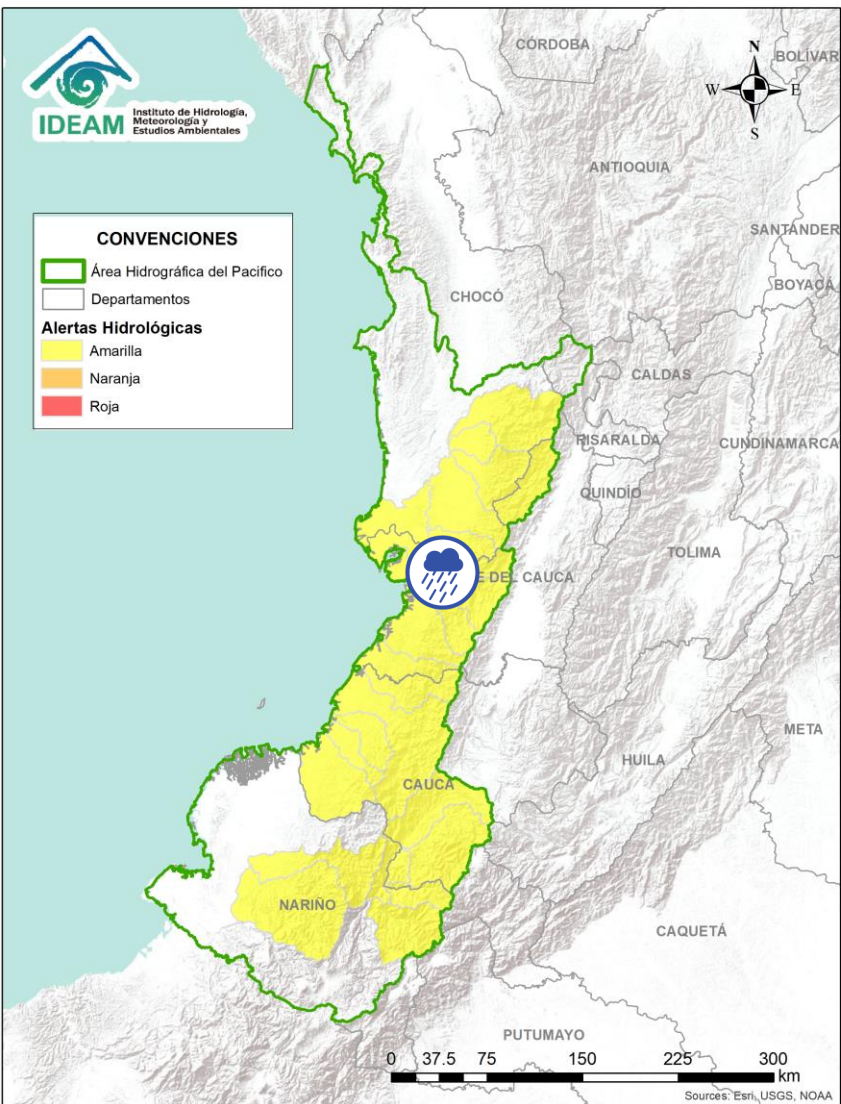 IDEAM
Instituto de Hidrología,
Meteorología y
Estudios Ambientales
CÓRDOBA
BOLÍVAR
N
W
E
S
ANTIOQUIA
SANTANDER
BOYACÁ
CONVENCIONES
Área Hidrográfica del Pacifico
Departamentos
Alertas Hidrológicas
Amarilla
Naranja
Roja
CHOCÓ
CALDAS
RISARALDA
CUNDINAMARCA
QUINDÍO
TOLIMA
E DEL CAUCA
META
HUILA
CAUCA
NARIÑO
CAQUETÁ
PUTUMAYO
0 37.5 75 150 225 300
km
Sources: Esri, USGS, NOAA